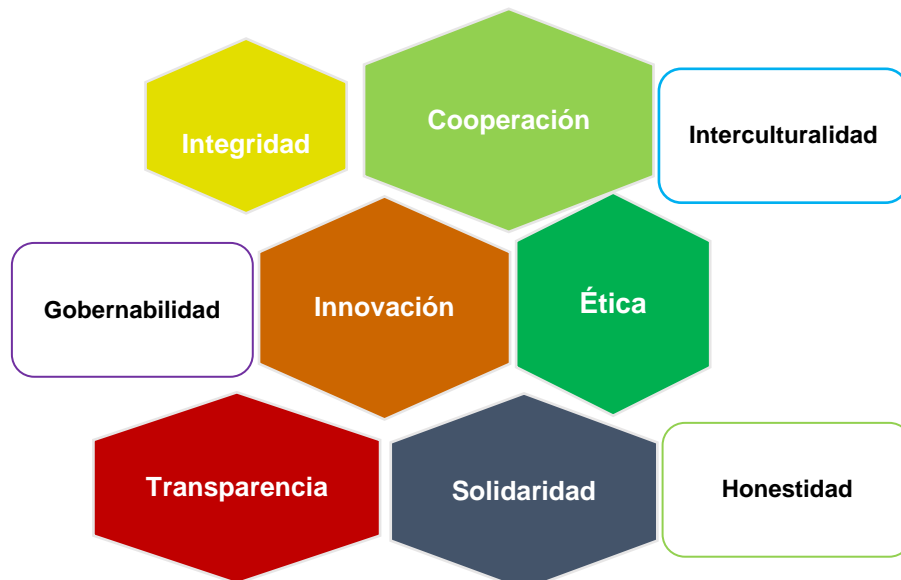 Cooperación
Integridad
Interculturalidad
Gobernabilidad
Innovación
Ética
Transparencia
Solidaridad
Honestidad